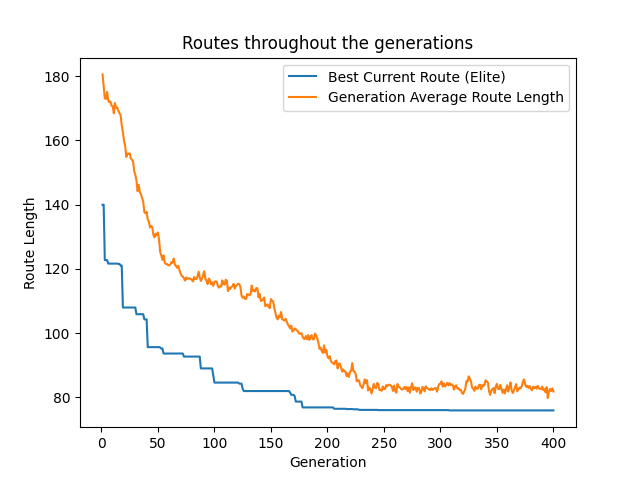 Routes throughout the generations
Best Current Route (Elite)
Generation Average Route Length
Route Length
180
160
140
120
100
80
0 50 100 150 200 250 300 350 400
Generation